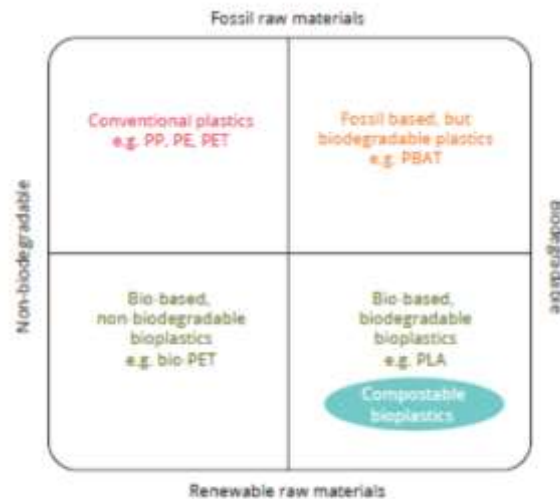 Fossil raw materials
Conventional plastics
e.g. PP, PE, PET
Fossil based, but
biodegradable plastics
e.g. PBAT
Non-biodegradable
Biodegradable
Bio-based,
non-biodegradable
bioplastics
e.g. bio PET
Bio-based,
biodegradable
bioplastics
e.g. PLA
Compostable
bioplastics
Renewable raw materials